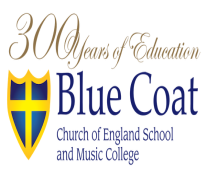 300 Years of Education
Blue Coat
Church of England School
and Music College